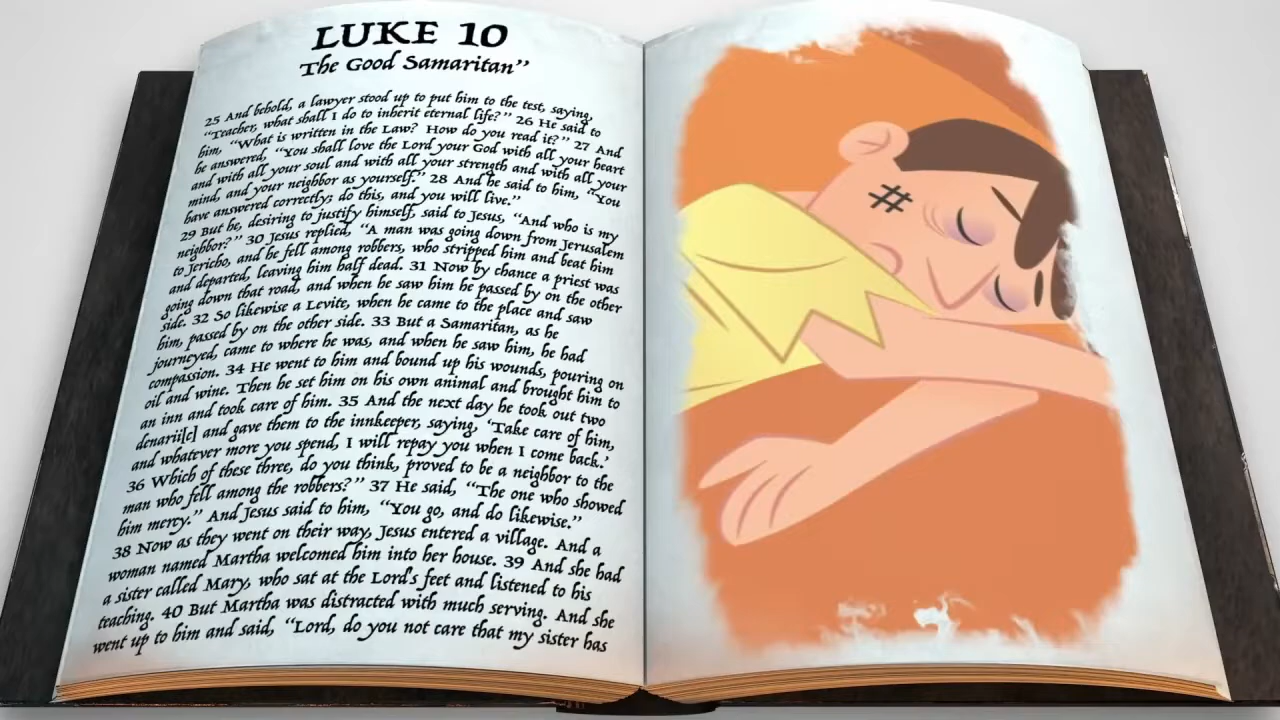 LUKE 10
The Good Samaritan”
25 And behold, a lawyer stood up to put him to the test, saying,
“Teacher, what shall I do to inherit eternal life?” 26 He said to
him, “What is written in the Law? How do you read it?” 27 And
he answered, “You shall love the Lord your God with all your heart
and with all your soul and with all your strength and with all your
mind, and your neighbor as yourself.” 28 And he said to him, “You
have answered correctly; do this, and you will live.”
29 But he, desiring to justify himself, said to Jesus, “And who is my
neighbor?” 30 Jesus replied, “A man was going down from Jerusalem
to Jericho, and he fell among robbers, who stripped him and beat him
and departed, leaving him half dead. 31 Now by chance a priest was
going down that road, and when he saw him he passed by on the other
side. 32 So likewise a Levite, when he came to the place and saw
him, passed by on the other side. 33 But a Samaritan, as he
journeyed, came to where he was, and when he saw him, he had
compassion. 34 He went to him and bound up his wounds, pouring on
oil and wine. Then he set him on his own animal and brought him to
an inn and took care of him. 35 And the next day he took out two
denarii[c] and gave them to the innkeeper, saying, ‘Take care of him,
and whatever more you spend, I will repay you when I come back.’
36 Which of these three, do you think, proved to be a neighbor to the
man who fell among the robbers?” 37 He said, “The one who showed
him mercy.” And Jesus said to him, “You go, and do likewise.”
38 Now as they went on their way, Jesus entered a village. And a
woman named Martha welcomed him into her house. 39 And she had
a sister called Mary, who sat at the Lord's feet and listened to his
teaching. 40 But Martha was distracted with much serving. And she
went up to him and said, “Lord, do you not care that my sister has